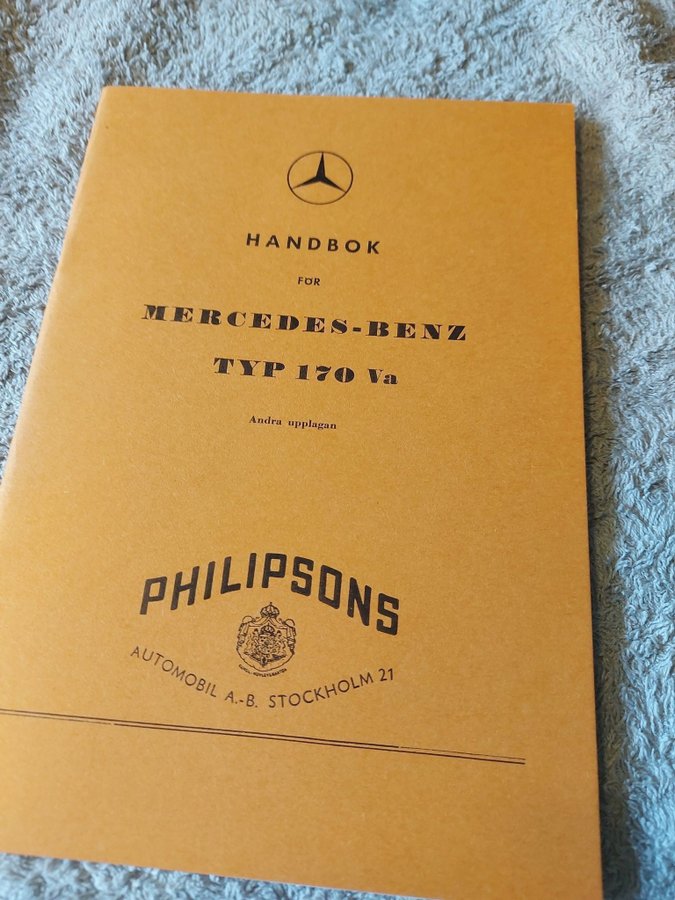 HANDBOK
FÖR
MERCEDES-BENZ
TYP 170 Va
Andra upplagan
PHILIPSONS
AUTOMOBIL A.-B. STOCKHOLM 21